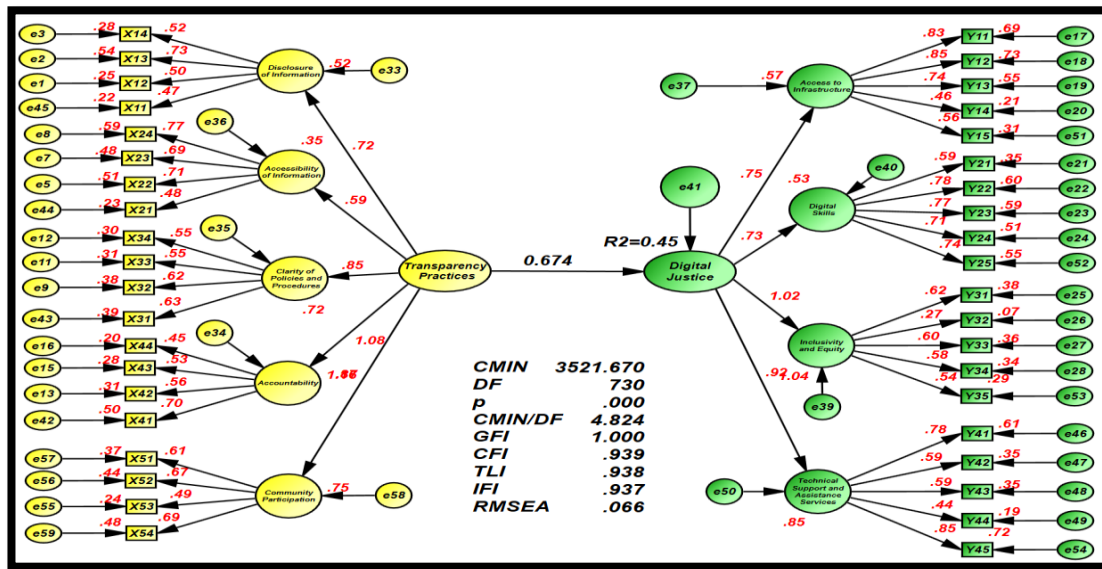 e3 .28 X14 .52
e2 .54 X13 .73
e1 .25 X12 .50
e45 .22 X11 .47
Disclosure
of Information
.52 e33
e8 .59 X24 .77
e7 .48 X23 .69
e5 .51 X22 .71
e44 .23 X21 .48
e36
.35
Accessibility
of Information
.72
.59
e12 .30 X34 .55
e11 .31 X33 .55
e9 .38 X32 .62
e43 .39 X31 .63
e35
Clarity of
Policies and
Procedures
.85
.72
e16 .20 X44 .45
e15 .28 X43 .53
e13 .31 X42 .56
e42 .50 X41 .70
e34
Accountability
1.08
e57 .37 X51 .61
e56 .44 X52 .67
e55 .24 X53 .49
e59 .48 X54 .69
Community
Participation
.75 e58
Transparency
Practices
0.674
R2=0.45
e41
Digital
Justice
CMIN 3521.670
DF 730
p .000
CMIN/DF 4.824
GFI 1.000
CFI .939
TLI .938
IFI .937
RMSEA .066
e37 .57
Access to
Infrastructure
.83 Y11 .69 e17
.85 Y12 .73 e18
.74 Y13 .55 e19
.46 Y14 .21 e20
.56 Y15 .31 e51
.75
.53
e40
Digital
Skills
.73
.59 Y21 .35 e21
.78 Y22 .60 e22
.77 Y23 .59 e23
.71 Y24 .51 e24
.74 Y25 .55 e52
1.02
Inclusivity
and Equity
.62 Y31 .38 e25
.27 Y32 .07 e26
.60 Y33 .36 e27
.58 Y34 .34 e28
.54 Y35 .29 e53
.92
1.04
e39
e50
Technical
Support and
Assistance
Services
.85
.78 Y41 .61 e46
.59 Y42 .35 e47
.59 Y43 .35 e48
.44 Y44 .19 e49
.85 Y45 .72 e54